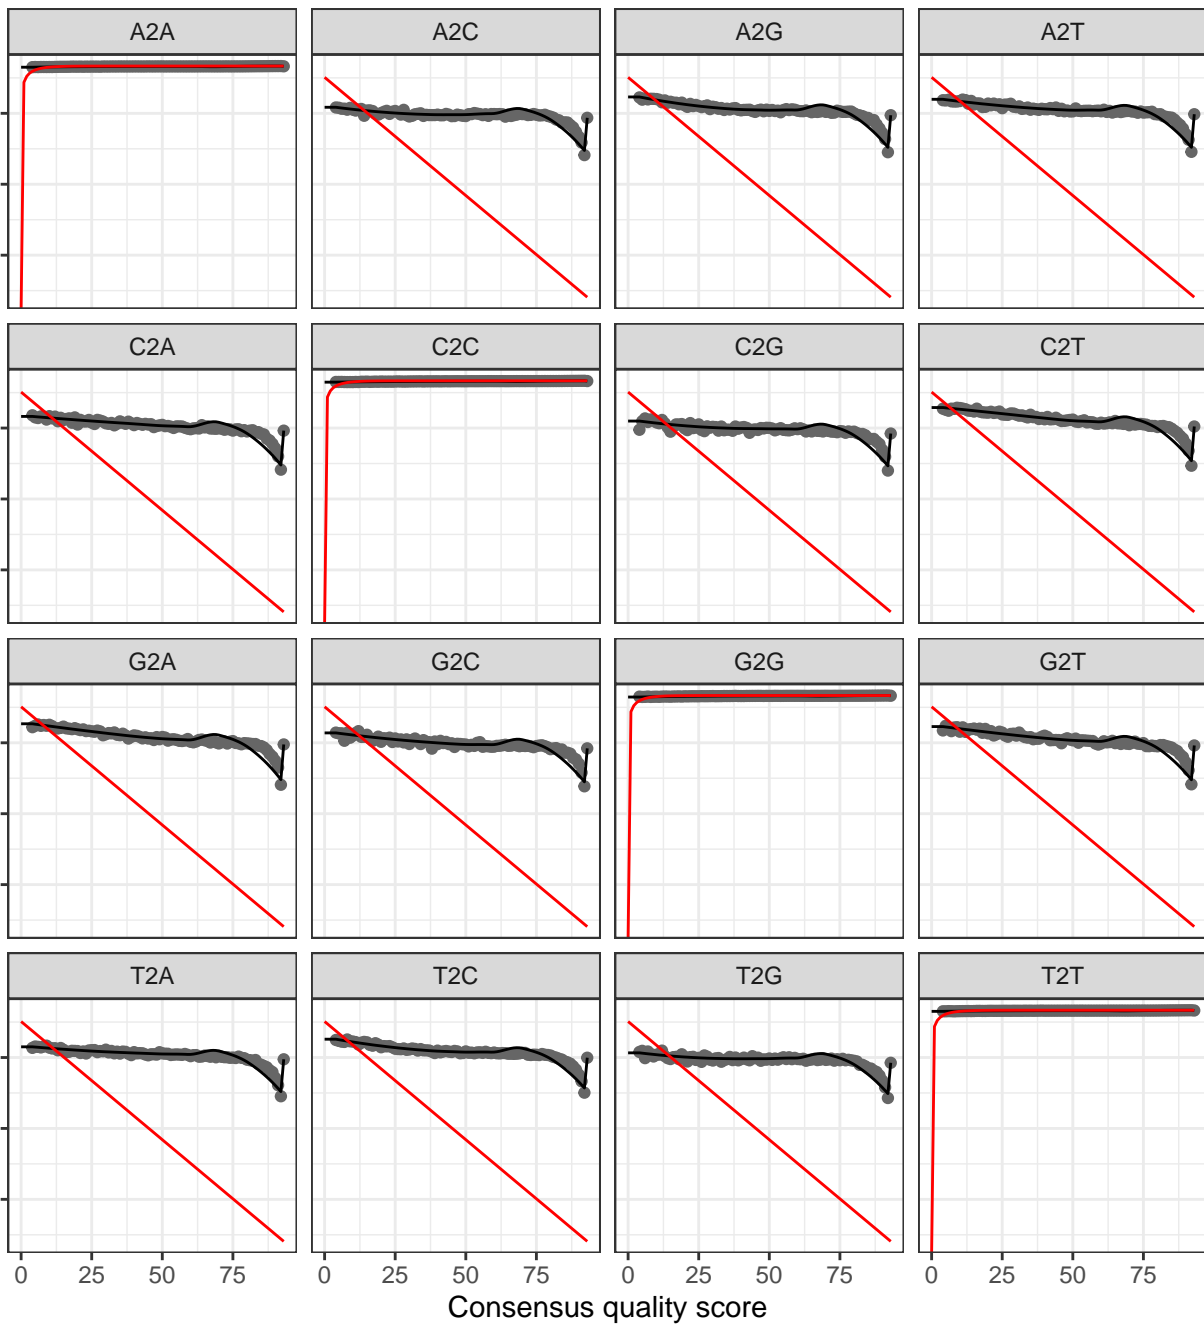 A2A A2C A2G A2T
C2A C2C C2G C2T
G2A G2C G2G G2T
T2A T2C T2G T2T
0 25 50 75 0 25 50 75 0 25 50 75 0 25 50 75
Consensus quality score